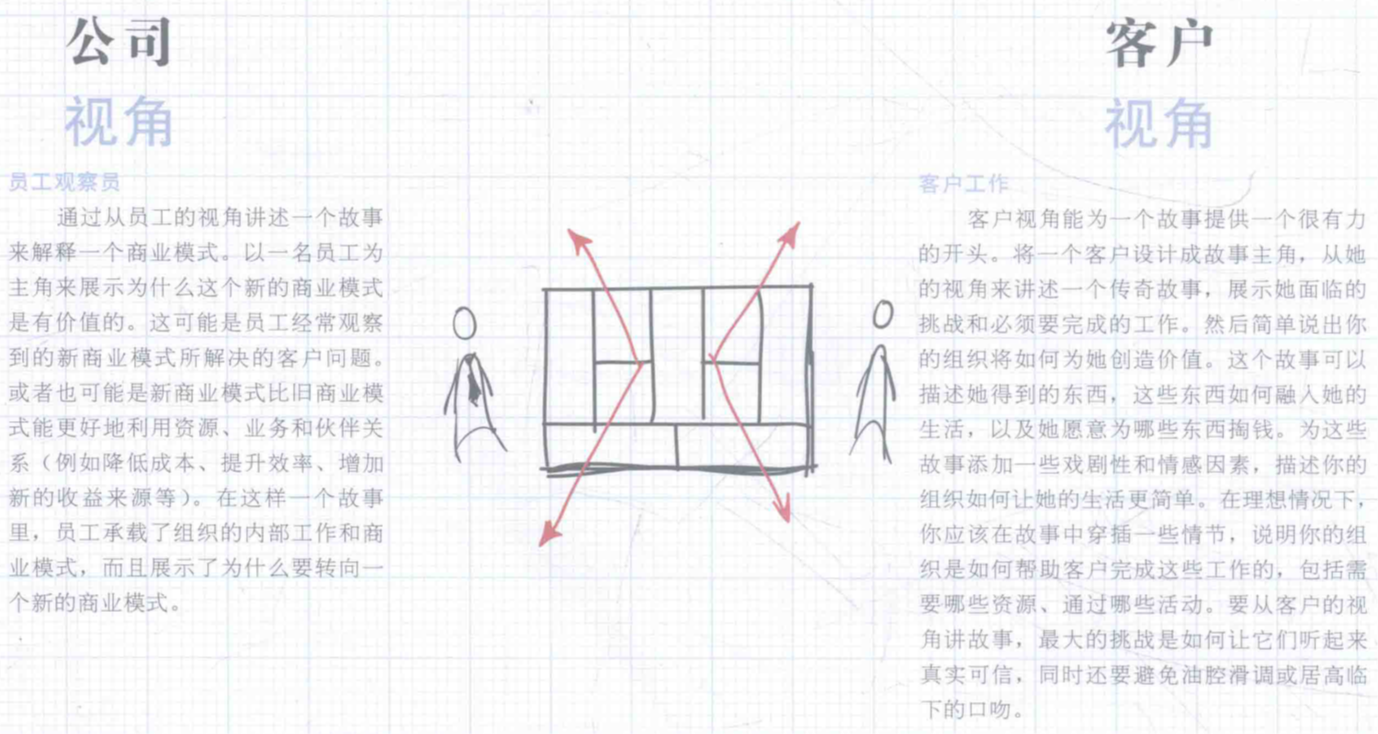 公司
视角
员工观察员
通过从员工的视角讲述一个故事
来解释一个商业模式。以一名员工为
主角来展示为什么这个新的商业模式
是有价值的。这可能是员工经常观察
到的新商业模式所解决的客户问题。
或者也可能是新商业模式比旧商业模
式能更好地利用资源、业务和伙伴关
系（例如降低成本、提升效率、增加
新的收益来源等）。在这样一个故事
里，员工承载了组织的内部工作和商
业模式，而且展示了为什么要转向一
个新的商业模式。
客户
视角
客户工作
客户视角能为一个故事提供一个很有力
的开头。将一个客户设计成故事主角，从她
的视角来讲述一个传奇故事，展示她面临的
挑战和必须要完成的工作。然后简单说出你
的组织将如何为她创造价值。这个故事可以
描述她得到的东西，这些东西如何融入她的
生活，以及她愿意为哪些东西掏钱。为这些
故事添加一些戏剧性和情感因素，描述你的
组织如何让她的生活更简单。在理想情况下，
你应该在故事中穿插一些情节，说明你的组
织是如何帮助客户完成这些工作的，包括需
要哪些资源、通过哪些活动。要从客户的视
角讲故事，最大的挑战是如何让它们听起来
真实可信，同时还要避免油腔滑调或居高临
下的口吻。